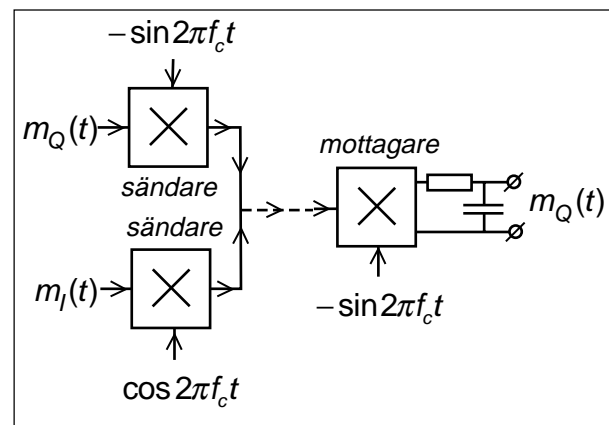 −sin2πf_ct
m_Q(t)
sändare
mottagare
m_Q(t)
sändare
m_I(t)
−sin2πf_ct
cos2πf_ct